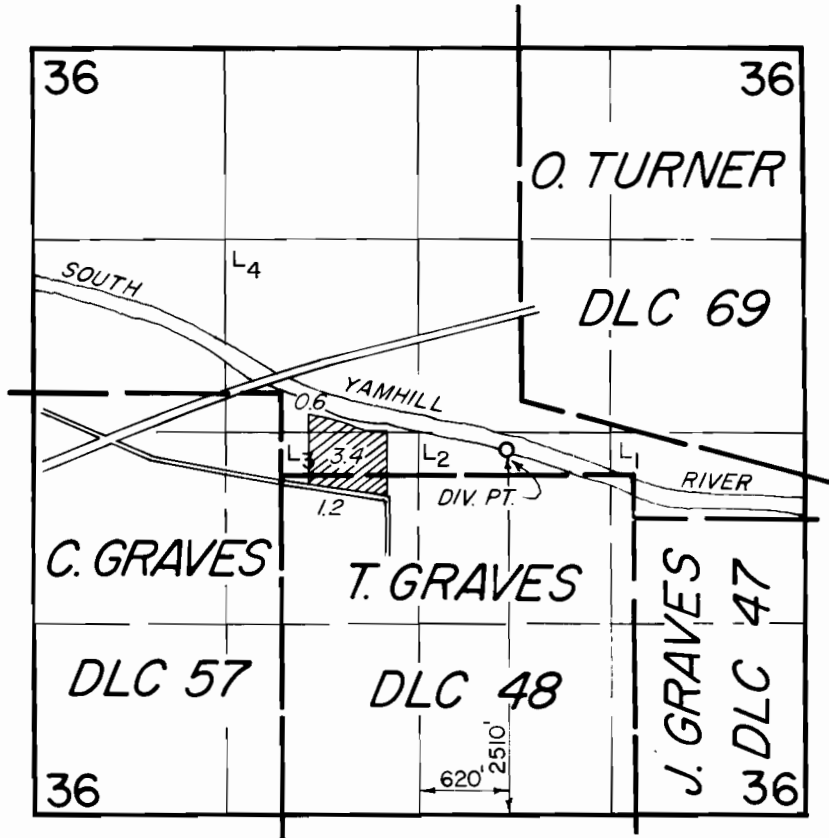 36
36
O. TURNER
L4
SOUTH
DLC 69
YAMHILL
0.6
L3
3.4
L2
L1
RIVER
DIV. PT.
1.2
C. GRAVES
T. GRAVES
J. GRAVES
DLC 47
DLC 57
DLC 48
2510'
620'
36
36